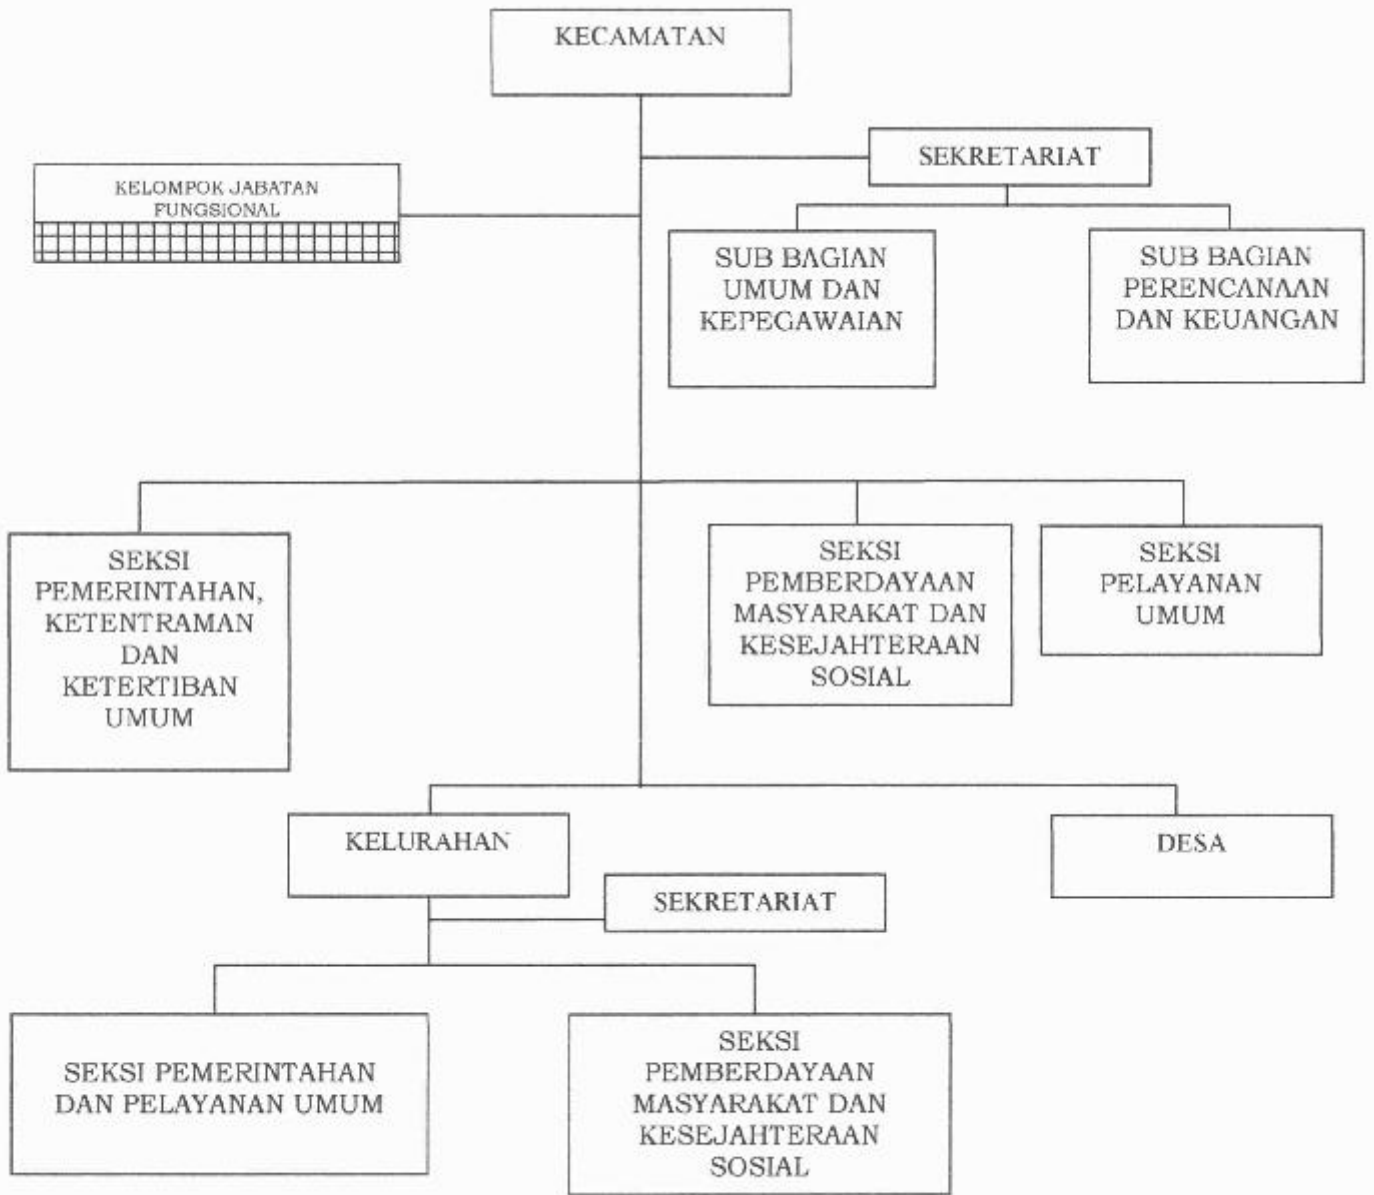 KECAMATAN
SEKRETARIAT
KELOMPOK JABATAN
FUNGSIONAL
SUB BAGIAN
UMUM DAN
KEPEGAWAIAN
SUB BAGIAN
PERENCANAAN
DAN KEUANGAN
SEKSI
PEMERINTAHAN,
KETENTRAMAN
DAN
KETERTIBAN
UMUM
SEKSI
PEMBERDAYAAN
MASYARAKAT DAN
KESEJAHTERAAN
SOSIAL
SEKSI
PELAYANAN
UMUM
KELURAHAN
DESA
SEKRETARIAT
SEKSI PEMERINTAHAN
DAN PELAYANAN UMUM
SEKSI
PEMBERDAYAAN
MASYARAKAT DAN
KESEJAHTERAAN
SOSIAL